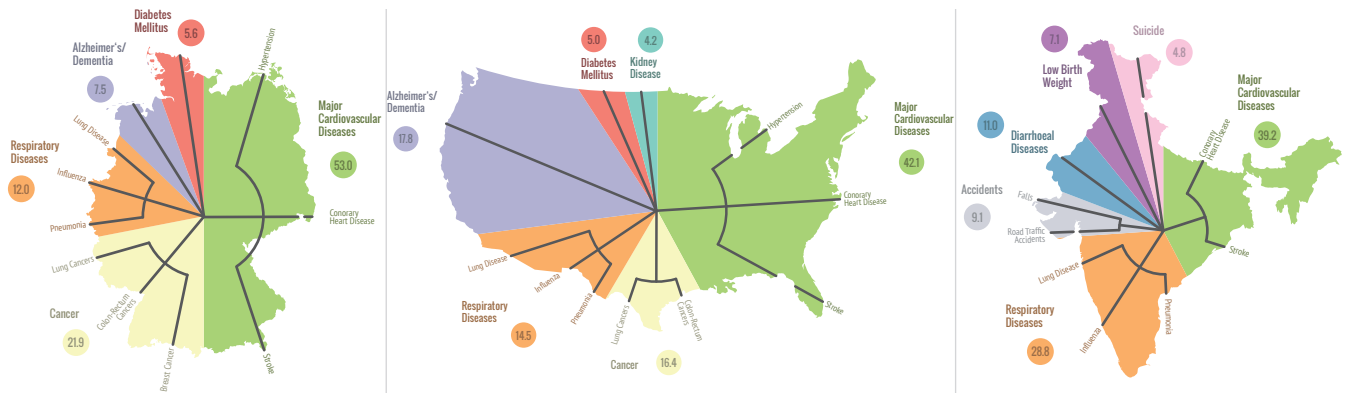 Diabetes
Mellitus
5.6
Alzheimer's/
Dementia
7.5
Hypertension
Lung Disease
Respiratory
Diseases
12.0
Influenza
Pneumonia
Major
Cardiovascular
Diseases
53.0
Conorary
Heart Disease
Lung Cancers
Colon-Rectum
Cancers
Cancer
21.9
Breast Cancer
Stroke
Alzheimer's/
Dementia
17.8
5.0
Diabetes
Mellitus
4.2
Kidney
Disease
Hypertension
Major
Cardiovascular
Diseases
42.1
Conorary
Heart Disease
Lung Disease
Influenza
Pneumonia
Respiratory
Diseases
14.5
Lung Cancers
Colon-Rectum
Cancers
Cancer
16.4
Stroke
7.1
Low Birth
Weight
Suicide
4.8
Major
Cardiovascular
Diseases
39.2
11.0
Diarrhoeal
Diseases
Conorary
Heart Disease
Accidents
9.1
Falls
Road Traffic
Accidents
Stroke
Lung Disease
Respiratory
Diseases
28.8
Influenza
Pneumonia